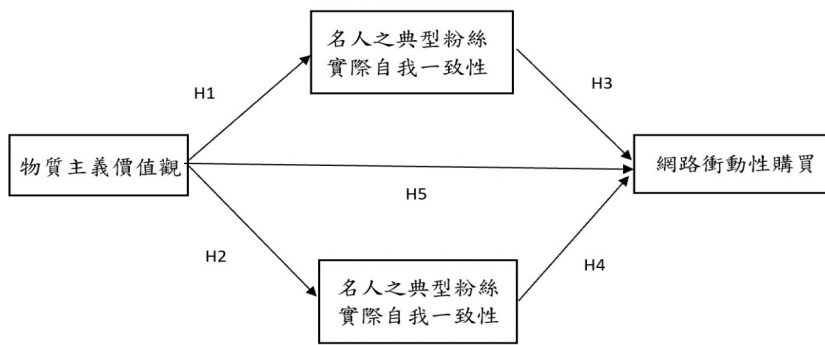 名人之典型粉絲
實際自我一致性
H1
H3
物質主義價值觀
網路衝動性購買
H5
H2
H4
名人之典型粉絲
實際自我一致性